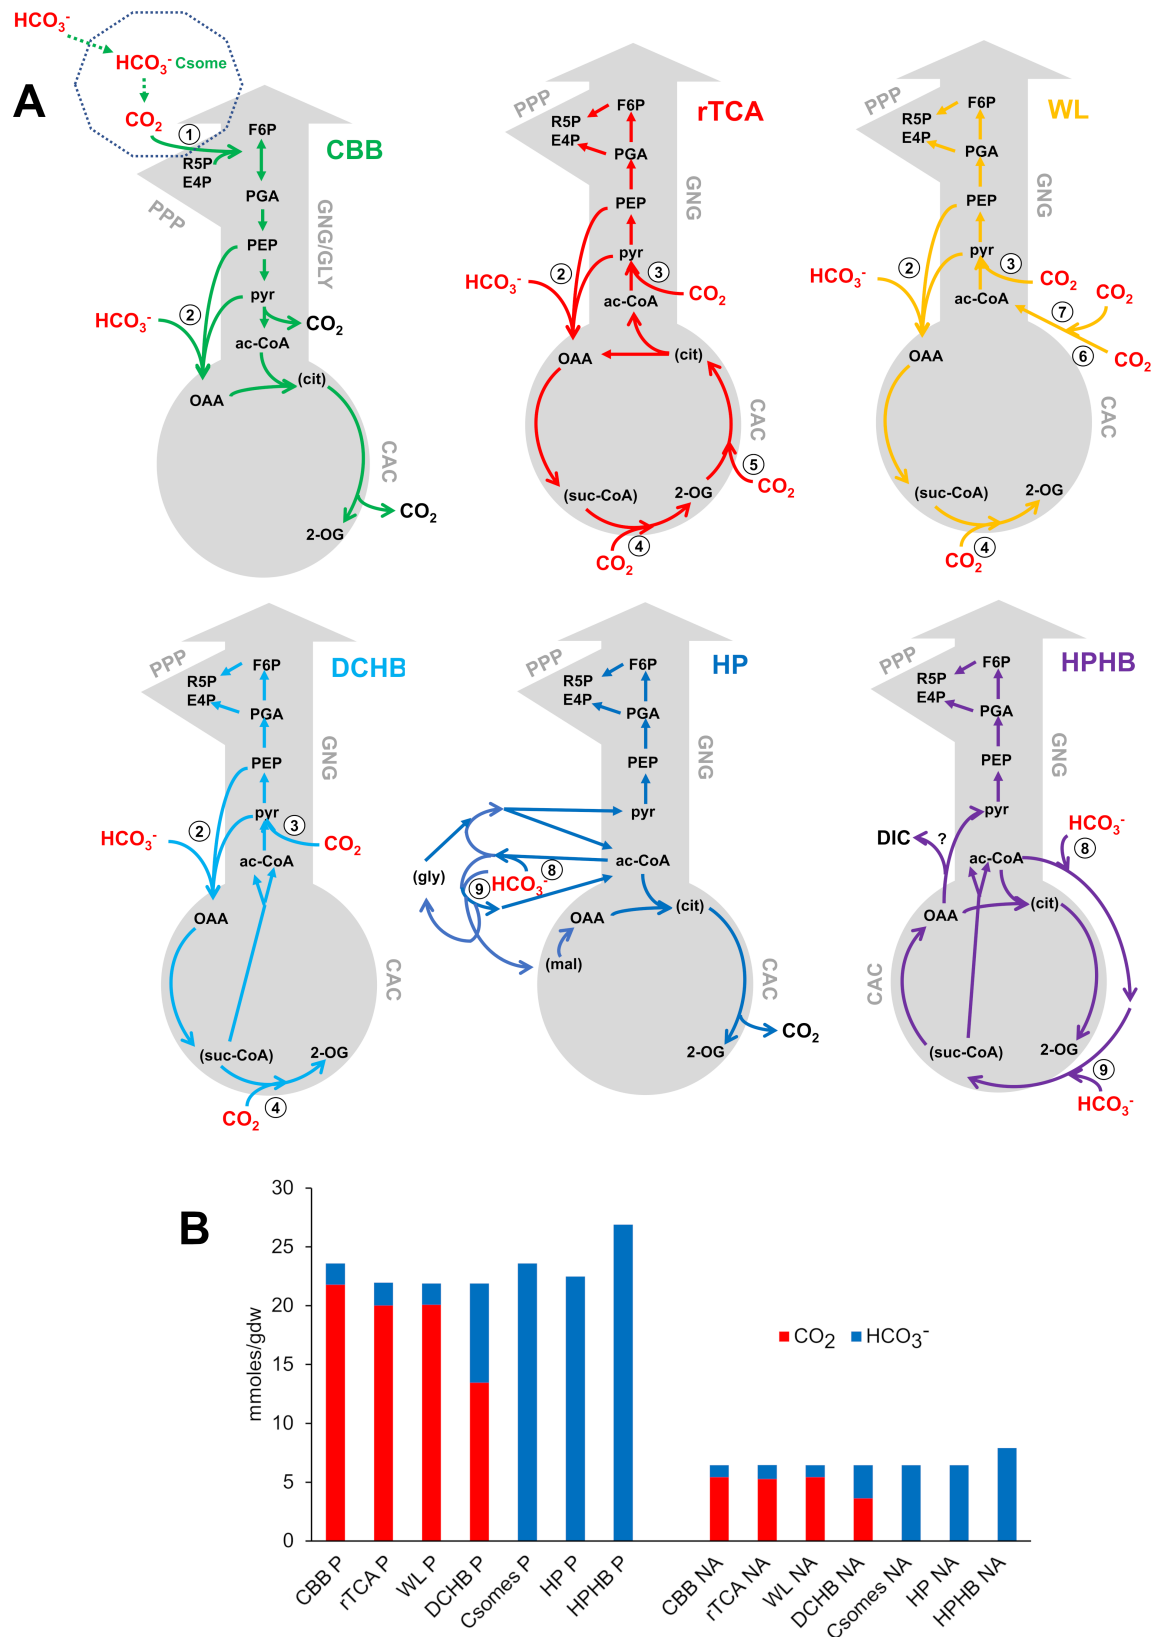 A
HCO₃⁻
HCO₃⁻ Csome
CO₂
1
R5P
E4P
F6P
CBB
PGA
PPP
GNG/GLY
PEP
HCO₃⁻
2
pyr
CO₂
ac-CoA
OAA
(cit)
CAC
CO₂
2-OG
PPP
F6P
rTCA
R5P
E4P
PGA
GNG
PEP
HCO₃⁻
2
pyr
3
CO₂
ac-CoA
OAA
(cit)
CAC
5
CO₂
(suc-CoA)
2-OG
4
CO₂
PPP
F6P
WL
R5P
E4P
PGA
GNG
PEP
HCO₃⁻
2
pyr
3
CO₂
CO₂
ac-CoA
7
6
CO₂
OAA
CAC
(suc-CoA)
2-OG
4
CO₂
PPP
F6P
DCHB
R5P
E4P
PGA
GNG
PEP
HCO₃⁻
2
pyr
3
CO₂
ac-CoA
OAA
CAC
(suc-CoA)
2-OG
CO₂
4
PPP
F6P
HP
R5P
E4P
PGA
GNG
PEP
pyr
ac-CoA
(gly)
9
HCO₃⁻
8
OAA
(cit)
(mal)
CAC
CO₂
2-OG
PPP
F6P
HPHB
R5P
E4P
PGA
GNG
PEP
pyr
HCO₃⁻
DIC
?
8
ac-CoA
OAA
(cit)
CAC
(suc-CoA)
2-OG
9
HCO₃⁻
B
mmoles/gdw
30
25
20
15
10
5
0
CO₂ HCO₃⁻
CBB P
rTCA P
WL P
DCHB P
Csomes P
HP P
HPHB P
CBB NA
rTCA NA
WL NA
DCHB NA
Csomes NA
HP NA
HPHB NA